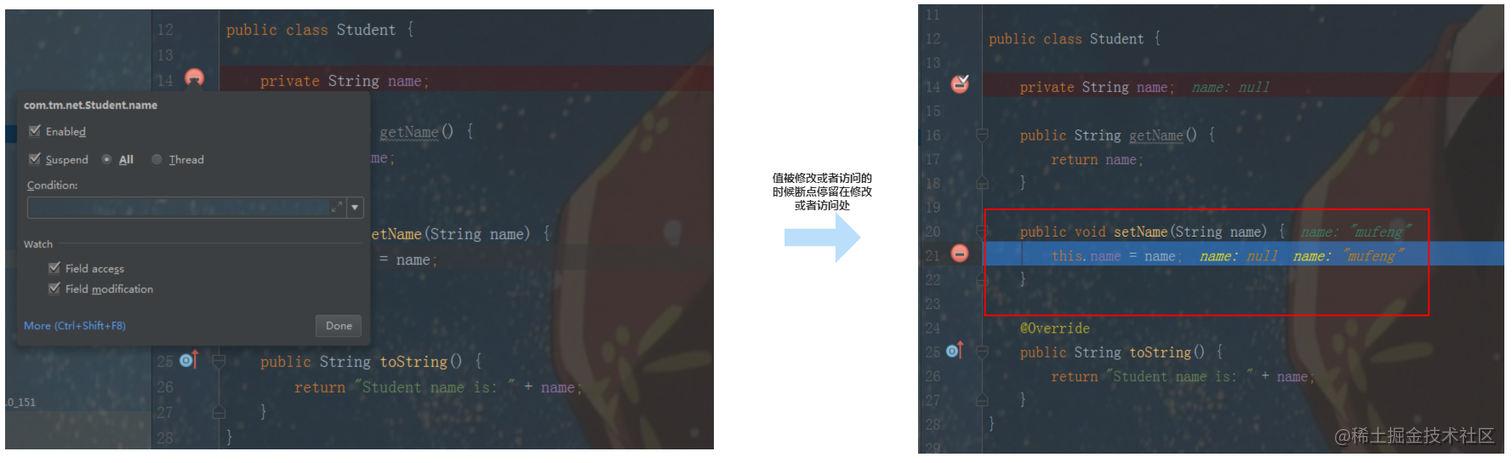 12 public class Student {
13
14 private String name;
com.tm.net.Student.name
Enabled
getName() {
Suspend All Thread
me;
Condition:
etName(String name) {
Watch
= name;
Field access
Field modification
More (Ctrl+Shift+F8) Done
25 public String toString() {
26 return "Student name is: " + name;
.0_151
27 }
28 }
值被修改或者访问的
时候断点停留在修改
或者访问处
11
12 public class Student {
13
14 private String name; name: null
15
16 public String getName() {
17 return name;
18 }
19
20 public void setName(String name) { name: "mufeng"
21 this.name = name; name: null name: "mufeng"
22 }
23
24 @Override
25 public String toString() {
26 return "Student name is: " + name;
27 }
28 }
29
@稀土掘金技术社区